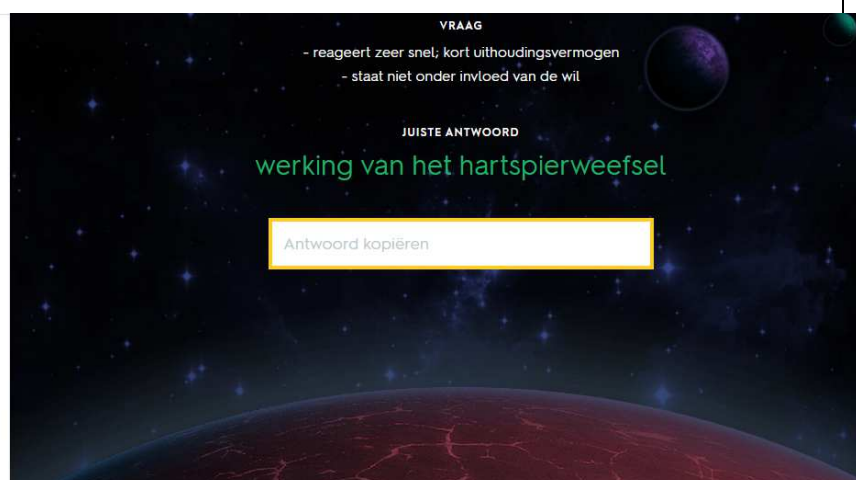 VRAAG
- reageert zeer snel; kort uithoudingsvermogen
- staat niet onder invloed van de wil
JUISTE ANTWOORD
werking van het hartspierweefsel
Antwoord kopiëren